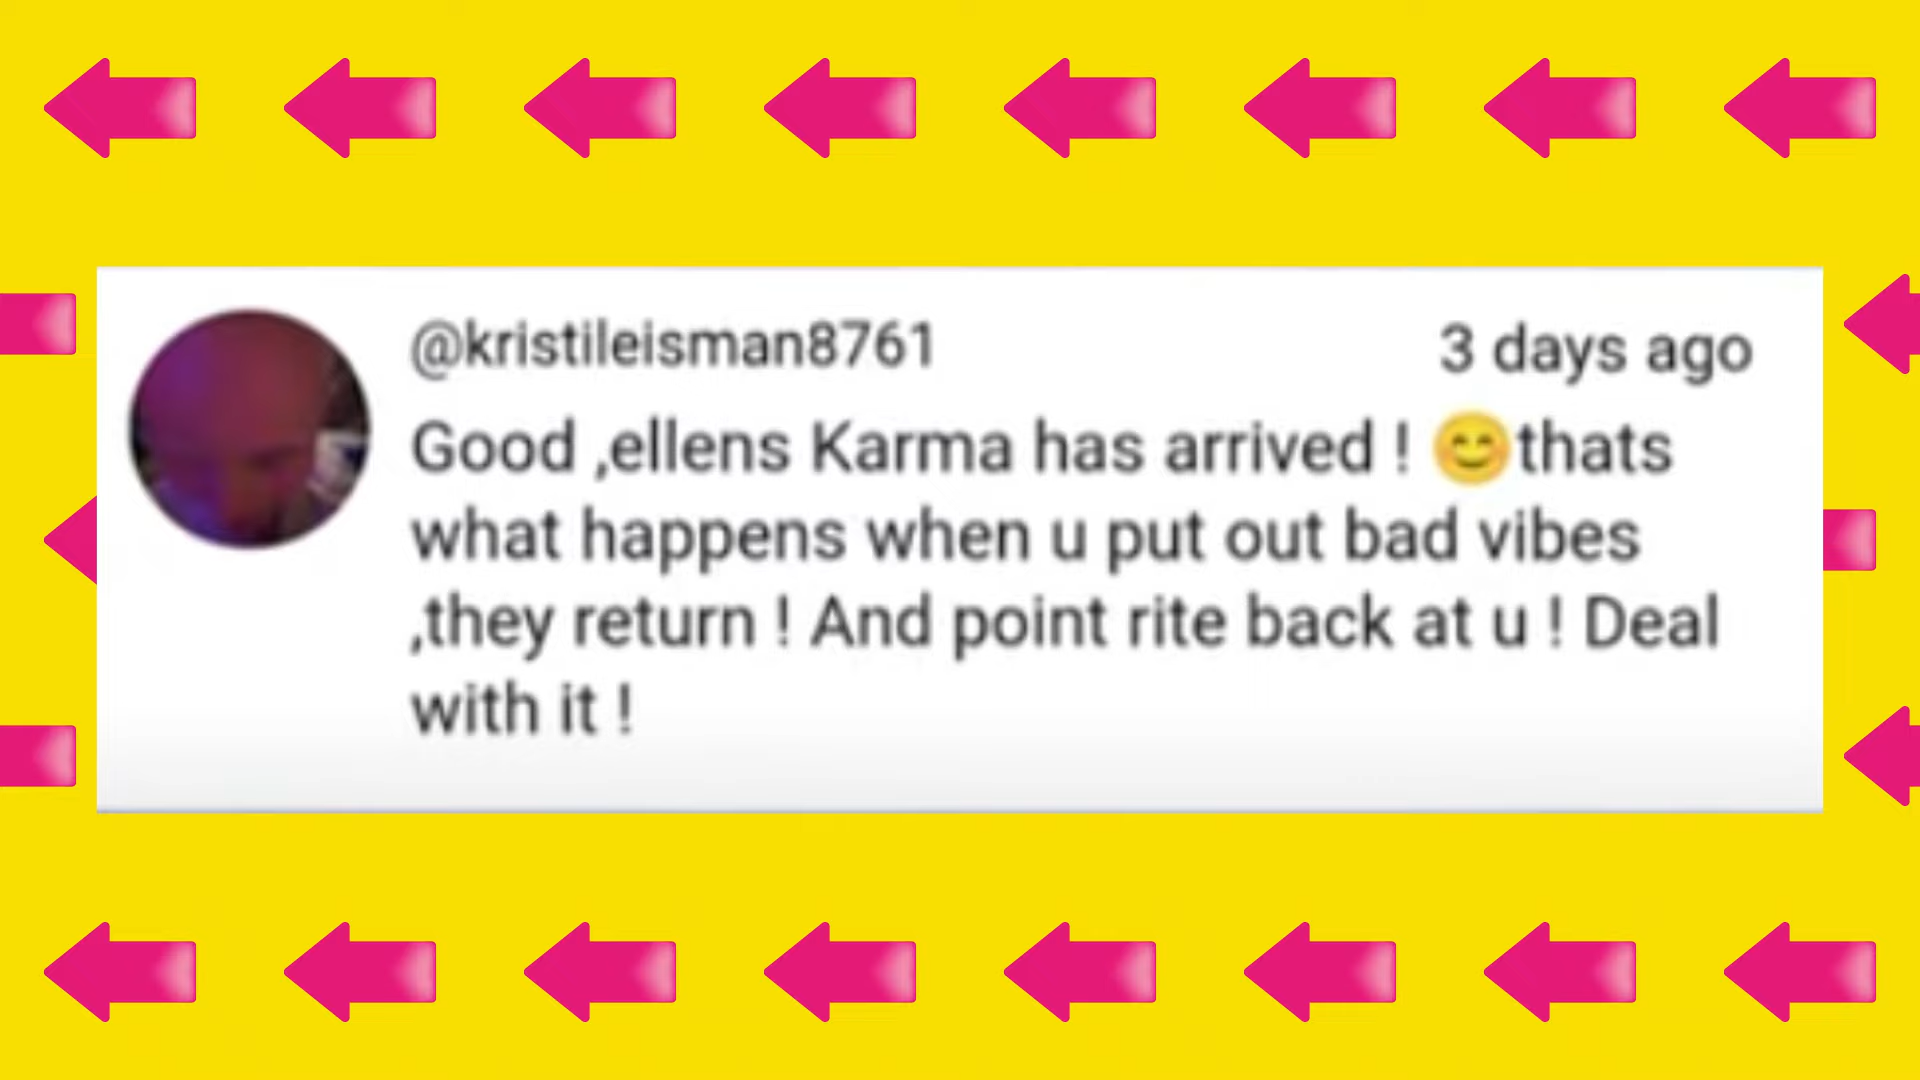 @kristileisman8761
3 days ago
Good ,ellens Karma has arrived ! 😊thats
what happens when u put out bad vibes
,they return ! And point rite back at u ! Deal
with it !